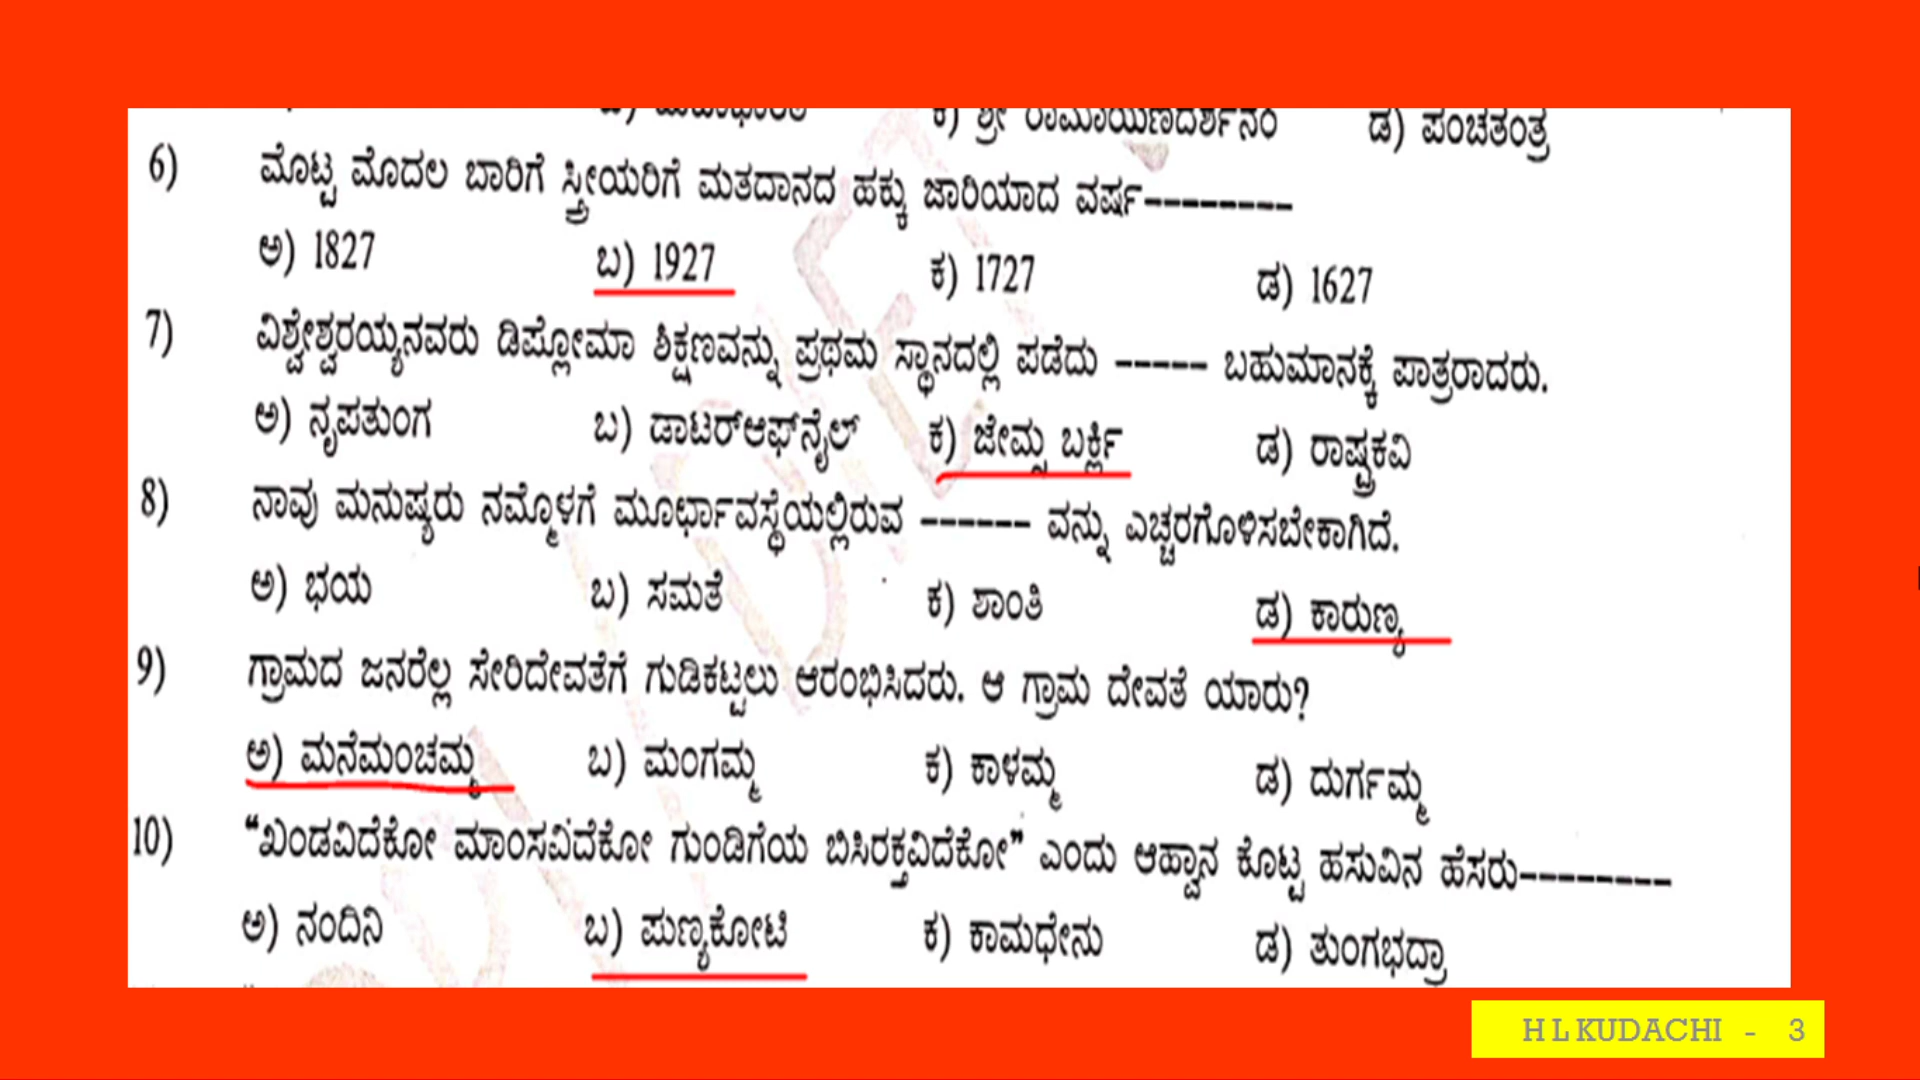 ಕ) ಶ್ರೀ ರಾಮಾಯಣದರ್ಶನಂ ಡ) ಪಂಚತಂತ್ರ
6) ಮೊಟ್ಟ ಮೊದಲ ಬಾರಿಗೆ ಸ್ತ್ರೀಯರಿಗೆ ಮತದಾನದ ಹಕ್ಕು ಜಾರಿಯಾದ ವರ್ಷ--------
ಅ) 1827 ಬ) 1927 ಕ) 1727 ಡ) 1627
7) ವಿಶ್ವೇಶ್ವರಯ್ಯನವರು ಡಿಪ್ಲೋಮಾ ಶಿಕ್ಷಣವನ್ನು ಪ್ರಥಮ ಸ್ಥಾನದಲ್ಲಿ ಪಡೆದು ----- ಬಹುಮಾನಕ್ಕೆ ಪಾತ್ರರಾದರು.
ಅ) ನೃಪತುಂಗ ಬ) ಡಾಟರ್ಆಫ್‌ನೈಲ್ ಕ) ಜೇಮ್ಸ ಬರ್ಕ್ಲಿ ಡ) ರಾಷ್ಟ್ರಕವಿ
8) ನಾವು ಮನುಷ್ಯರು ನಮ್ಮೊಳಗೆ ಮೂರ್ಛಾವಸ್ಥೆಯಲ್ಲಿರುವ ------ ವನ್ನು ಎಚ್ಚರಗೊಳಿಸಬೇಕಾಗಿದೆ.
ಅ) ಭಯ ಬ) ಸಮತೆ ಕ) ಶಾಂತಿ ಡ) ಕಾರುಣ್ಯ
9) ಗ್ರಾಮದ ಜನರೆಲ್ಲ ಸೇರಿದೇವತೆಗೆ ಗುಡಿಕಟ್ಟಲು ಆರಂಭಿಸಿದರು. ಆ ಗ್ರಾಮ ದೇವತೆ ಯಾರು?
ಅ) ಮನೆಮಂಚಮ್ಮ ಬ) ಮಂಗಮ್ಮ ಕ) ಕಾಳಮ್ಮ ಡ) ದುರ್ಗಮ್ಮ
10) “ಖಂಡವಿದೆಕೋ ಮಾಂಸವಿದೆಕೋ ಗುಂಡಿಗೆಯ ಬಿಸಿರಕ್ತವಿದೆಕೋ” ಎಂದು ಆಹ್ವಾನ ಕೊಟ್ಟ ಹಸುವಿನ ಹೆಸರು--------
ಅ) ನಂದಿನಿ ಬ) ಪುಣ್ಯಕೋಟಿ ಕ) ಕಾಮಧೇನು ಡ) ತುಂಗಭದ್ರಾ
H L KUDACHI - 3